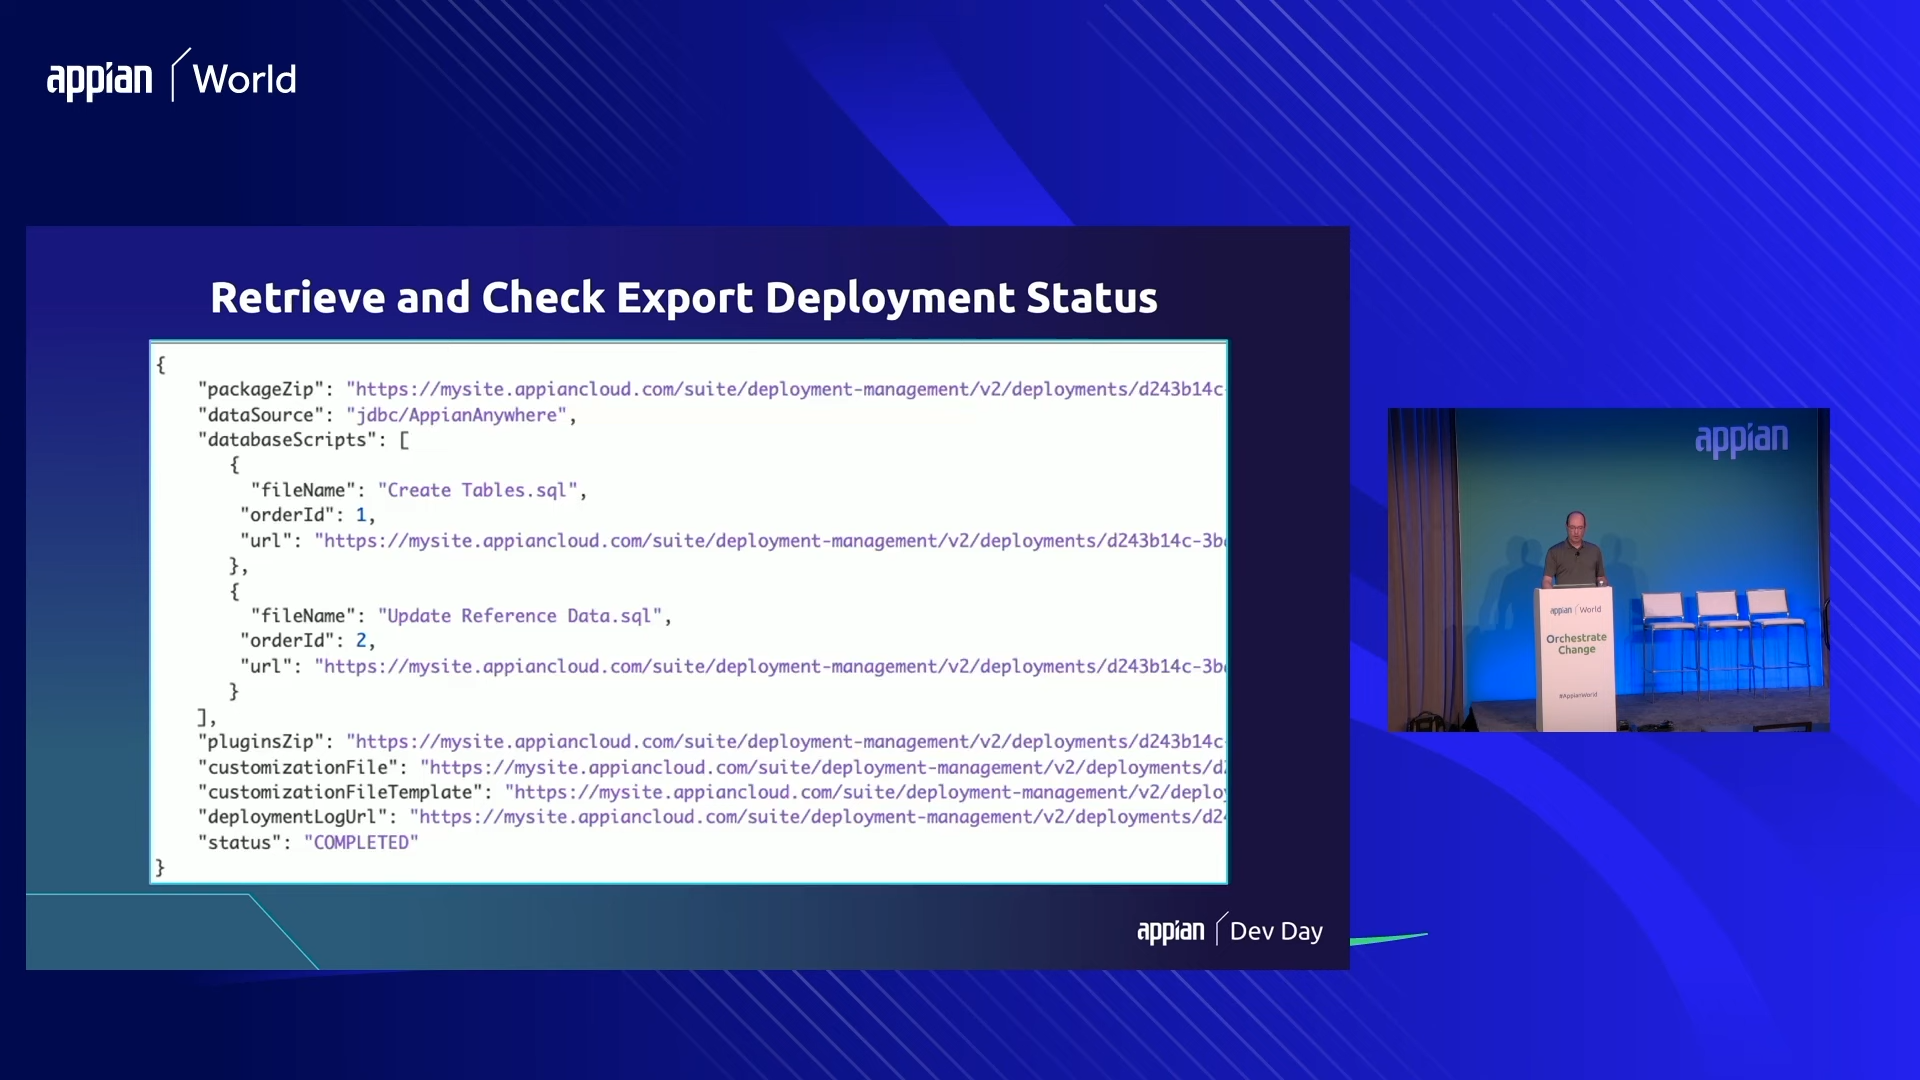 appian World
Retrieve and Check Export Deployment Status
{
"packageZip": "https://mysite.appiancloud.com/suite/deployment-management/v2/deployments/d243b14c-
"dataSource": "jdbc/AppianAnywhere",
"databaseScripts": [
{
"fileName": "Create Tables.sql",
"orderId": 1,
"url": "https://mysite.appiancloud.com/suite/deployment-management/v2/deployments/d243b14c-3b
},
{
"fileName": "Update Reference Data.sql",
"orderId": 2,
"url": "https://mysite.appiancloud.com/suite/deployment-management/v2/deployments/d243b14c-3b
}
],
"pluginsZip": "https://mysite.appiancloud.com/suite/deployment-management/v2/deployments/d243b14c-
"customizationFile": "https://mysite.appiancloud.com/suite/deployment-management/v2/deployments/d2
"customizationFileTemplate": "https://mysite.appiancloud.com/suite/deployment-management/v2/deploy
"deploymentLogUrl": "https://mysite.appiancloud.com/suite/deployment-management/v2/deployments/d24
"status": "COMPLETED"
}
appian Dev Day
appian
appian World
Orchestrate
Change
#AppianWorld